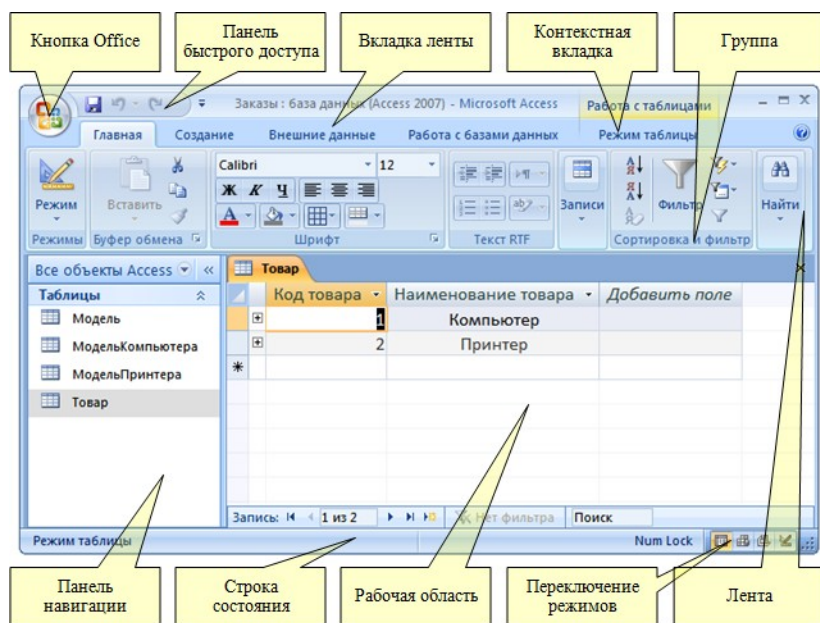 Кнопка Office
Панель
быстрого доступа
Вкладка ленты
Контекстная
вкладка
Группа
Заказы : база данных (Access 2007) - Microsoft Access
Работа с таблицами
Главная Создание Внешние данные Работа с базами данных Режим таблицы
Calibri 12
Ж К Ч
А
Режим Вставить Записи Фильтр Найти
Режимы Буфер обмена Шрифт Текст RTF Сортировка и фильтр
Все объекты Access «
Таблицы
Модель
МодельКомпьютера
МодельПринтера
Товар
Товар
Код товара Наименование товара Добавить поле
1 Компьютер
2 Принтер
Запись: 1 из 2 Нет фильтра Поиск
Режим таблицы Num Lock
Панель
навигации
Строка
состояния
Рабочая область
Переключение
режимов
Лента